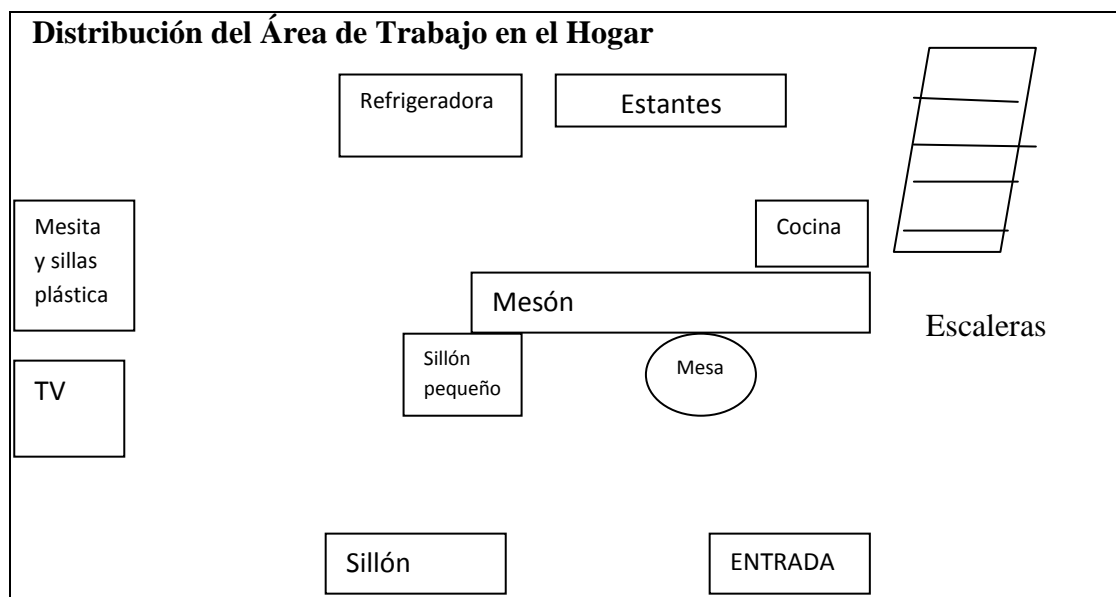 Distribución del Área de Trabajo en el Hogar
Refrigeradora
Estantes
Mesita
y sillas
plástica
Cocina
Mesón
Escaleras
Sillón
pequeño
Mesa
TV
Sillón
ENTRADA